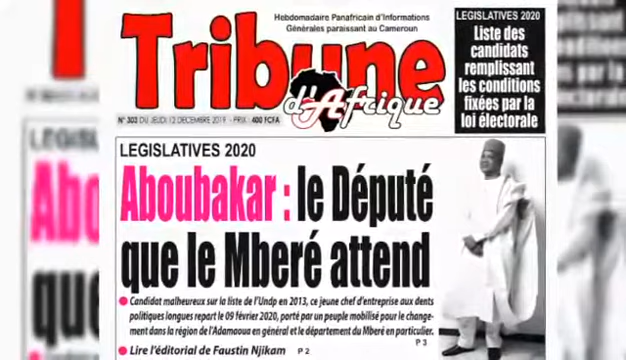 Tribune
d'Afrique
Hebdomadaire Panafricain d'Informations
Générales paraissant au Cameroun
N° 303 DU JEUDI 12 DECEMBRE 2019 - PRIX : 400 FCFA
LEGISLATIVES 2020
Liste des
candidats
remplissant
les conditions
fixées par la
loi électorale
LEGISLATIVES 2020
Aboubakar : le Député
que le Mberé attend
Candidat malheureux sur la liste de l'Undp en 2013, ce jeune chef d'entreprise aux dents
politiques longues repart le 09 février 2020, porté par un peuple mobilisé pour le change-
ment dans la région de l'Adamaoua en général et le département du Mberé en particulier.
P 3
Lire l'éditorial de Faustin Njikam P 2